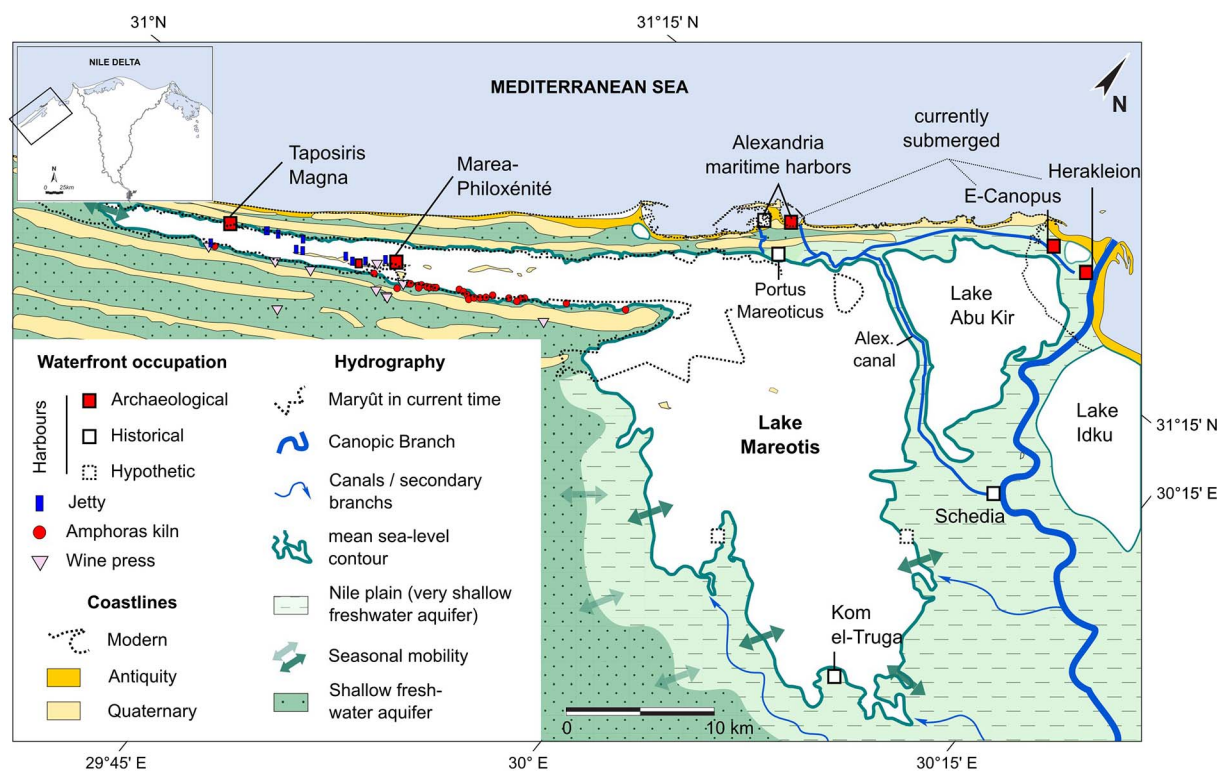 31°N
31°15' N
NILE DELTA
N
0 25km
MEDITERRANEAN SEA
N
currently
submerged
Alexandria
maritime harbors
Herakleion
E-Canopus
Taposiris
Magna
Marea-
Philoxénité
Portus
Mareoticus
Lake
Abu Kir
Alex.
canal
Lake
Mareotis
Lake
Idku
31°15' N
30°15' E
Schedia
Kom
el-Truga
0 10 km
Waterfront occupation
Harbours
Archaeological
Historical
Hypothetic
Jetty
Amphoras kiln
Wine press
Coastlines
Modern
Antiquity
Quaternary
Hydrography
Maryût in current time
Canopic Branch
Canals / secondary
branchs
mean sea-level
contour
Nile plain (very shallow
freshwater aquifer)
Seasonal mobility
Shallow fresh-
water aquifer
29°45' E
30° E
30°15' E